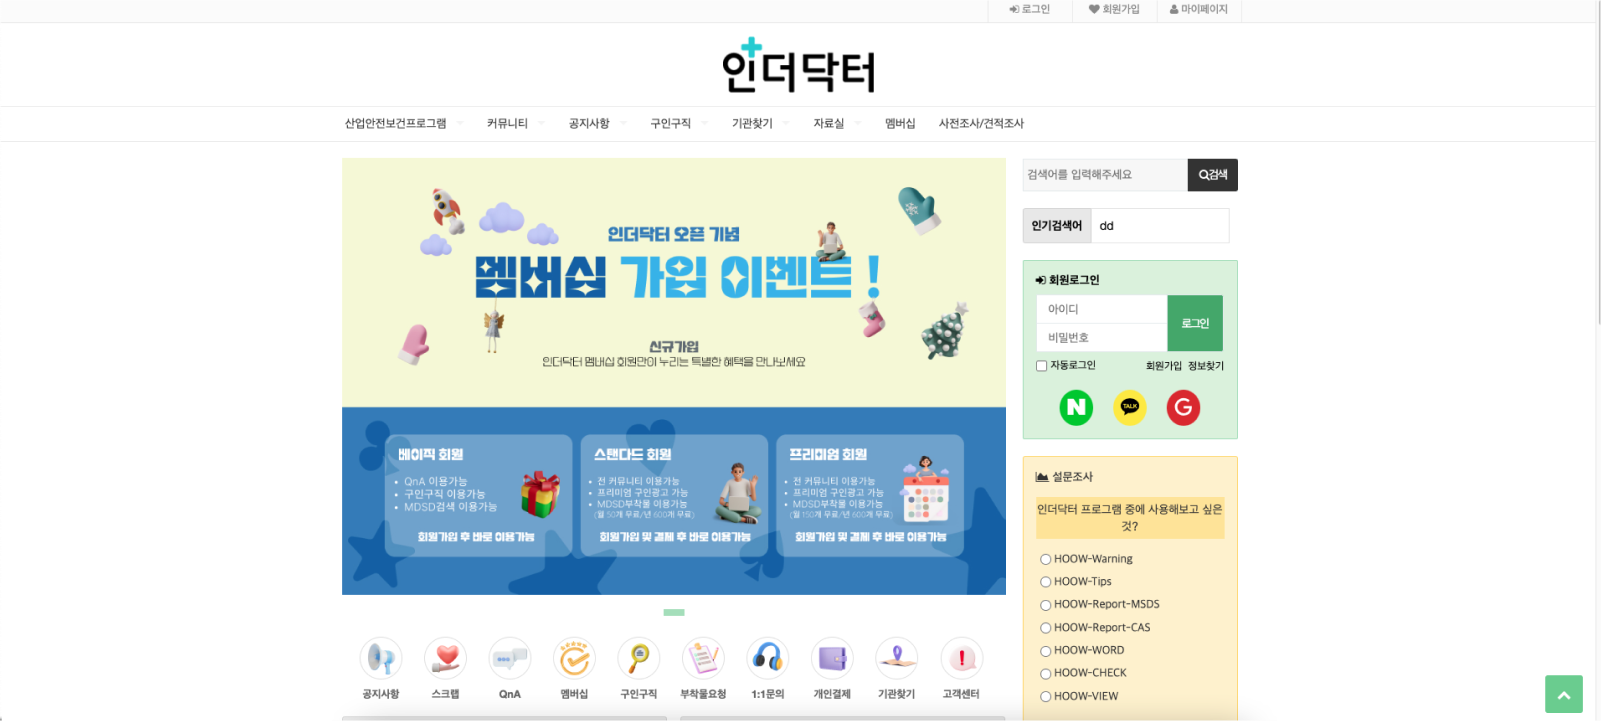 로그인 회원가입 마이페이지
인더닥터
산업안전보건프로그램 커뮤니티 공지사항 구인구직 기관찾기 자료실 멤버십 사전조사/견적조사
인더닥터 오픈 기념
멤버십 가입 이벤트 !
신규가입
인더닥터 멤버십 회원만이 누리는 특별한 혜택을 만나보세요
베이직 회원
• QnA 이용가능
• 구인구직 이용가능
• MDSD검색 이용가능
회원가입 후 바로 이용가능
스탠다드 회원
• 전 커뮤니티 이용가능
• 프리미엄 구인광고 가능
• MDSD부착물 이용가능
(월 50개 무료/년 600개 무료)
회원가입 및 결제 후 바로 이용가능
프리미엄 회원
• 전 커뮤니티 이용가능
• 프리미엄 구인광고 가능
• MDSD부착물 이용가능
(월 150개 무료/년 600개 무료)
회원가입 및 결제 후 바로 이용가능
공지사항 스크랩 QnA 멤버십 구인구직 부착물요청 1:1문의 개인결제 기관찾기 고객센터
검색어를 입력해주세요 검색
인기검색어 dd
회원로그인
아이디
비밀번호
로그인
자동로그인 회원가입 정보찾기
N TALK G
설문조사
인더닥터 프로그램 중에 사용해보고 싶은
것?
HOOW-Warning
HOOW-Tips
HOOW-Report-MSDS
HOOW-Report-CAS
HOOW-WORD
HOOW-CHECK
HOOW-VIEW